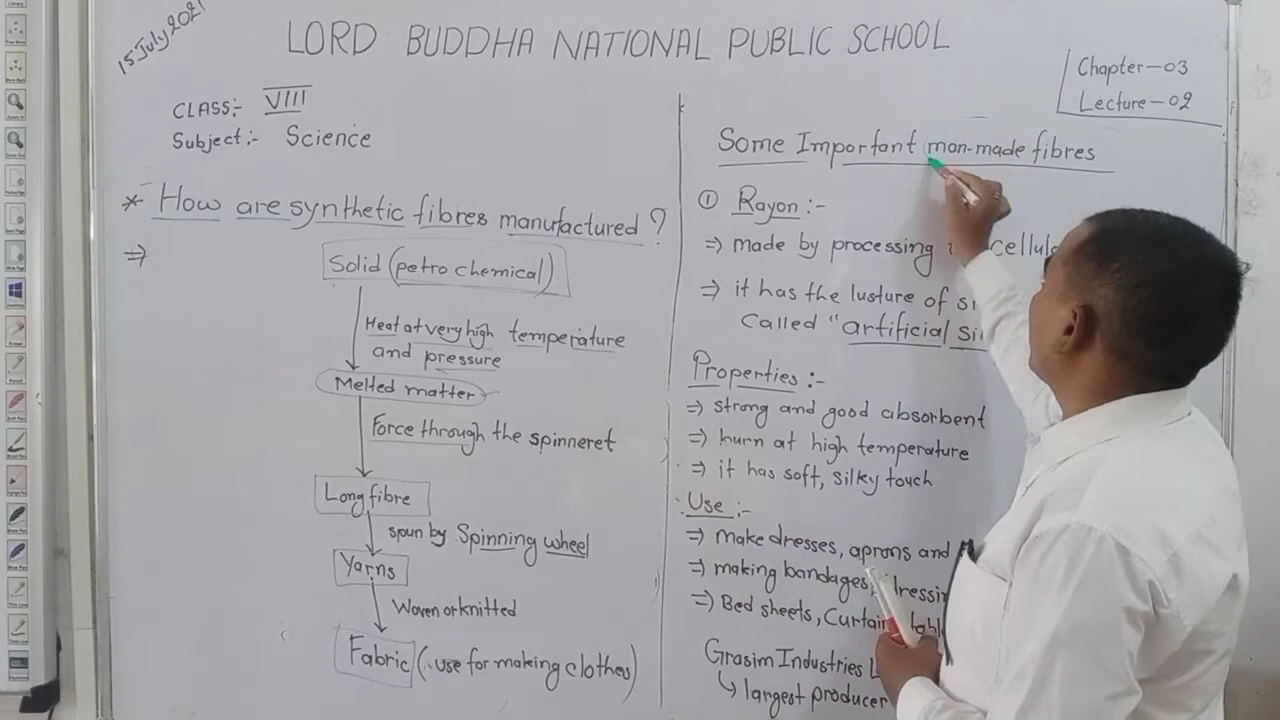 15 July 2021
LORD BUDDHA NATIONAL PUBLIC SCHOOL
Chapter-03
Lecture-02
CLASS:- VIII
Subject:- Science
* How are synthetic fibres manufactured?
⇒ Solid (petro chemical)
Heat at very high temperature
and pressure
Melted matter
Force through the spinneret
Long fibre
spun by Spinning wheel
Yarns
Woven or knitted
Fabric (use for making clothes)
Some Important man-made fibres
① Rayon :-
⇒ made by processing
⇒ it has the lusture of
Called "artificial
Properties :-
⇒ strong and good absorbent
⇒ burn at high temperature
⇒ it has soft, silky touch
Use :-
⇒ make dresses, aprons and
⇒ making bandages,
⇒ Bed sheets,
Grasim Industries
↳ largest producer